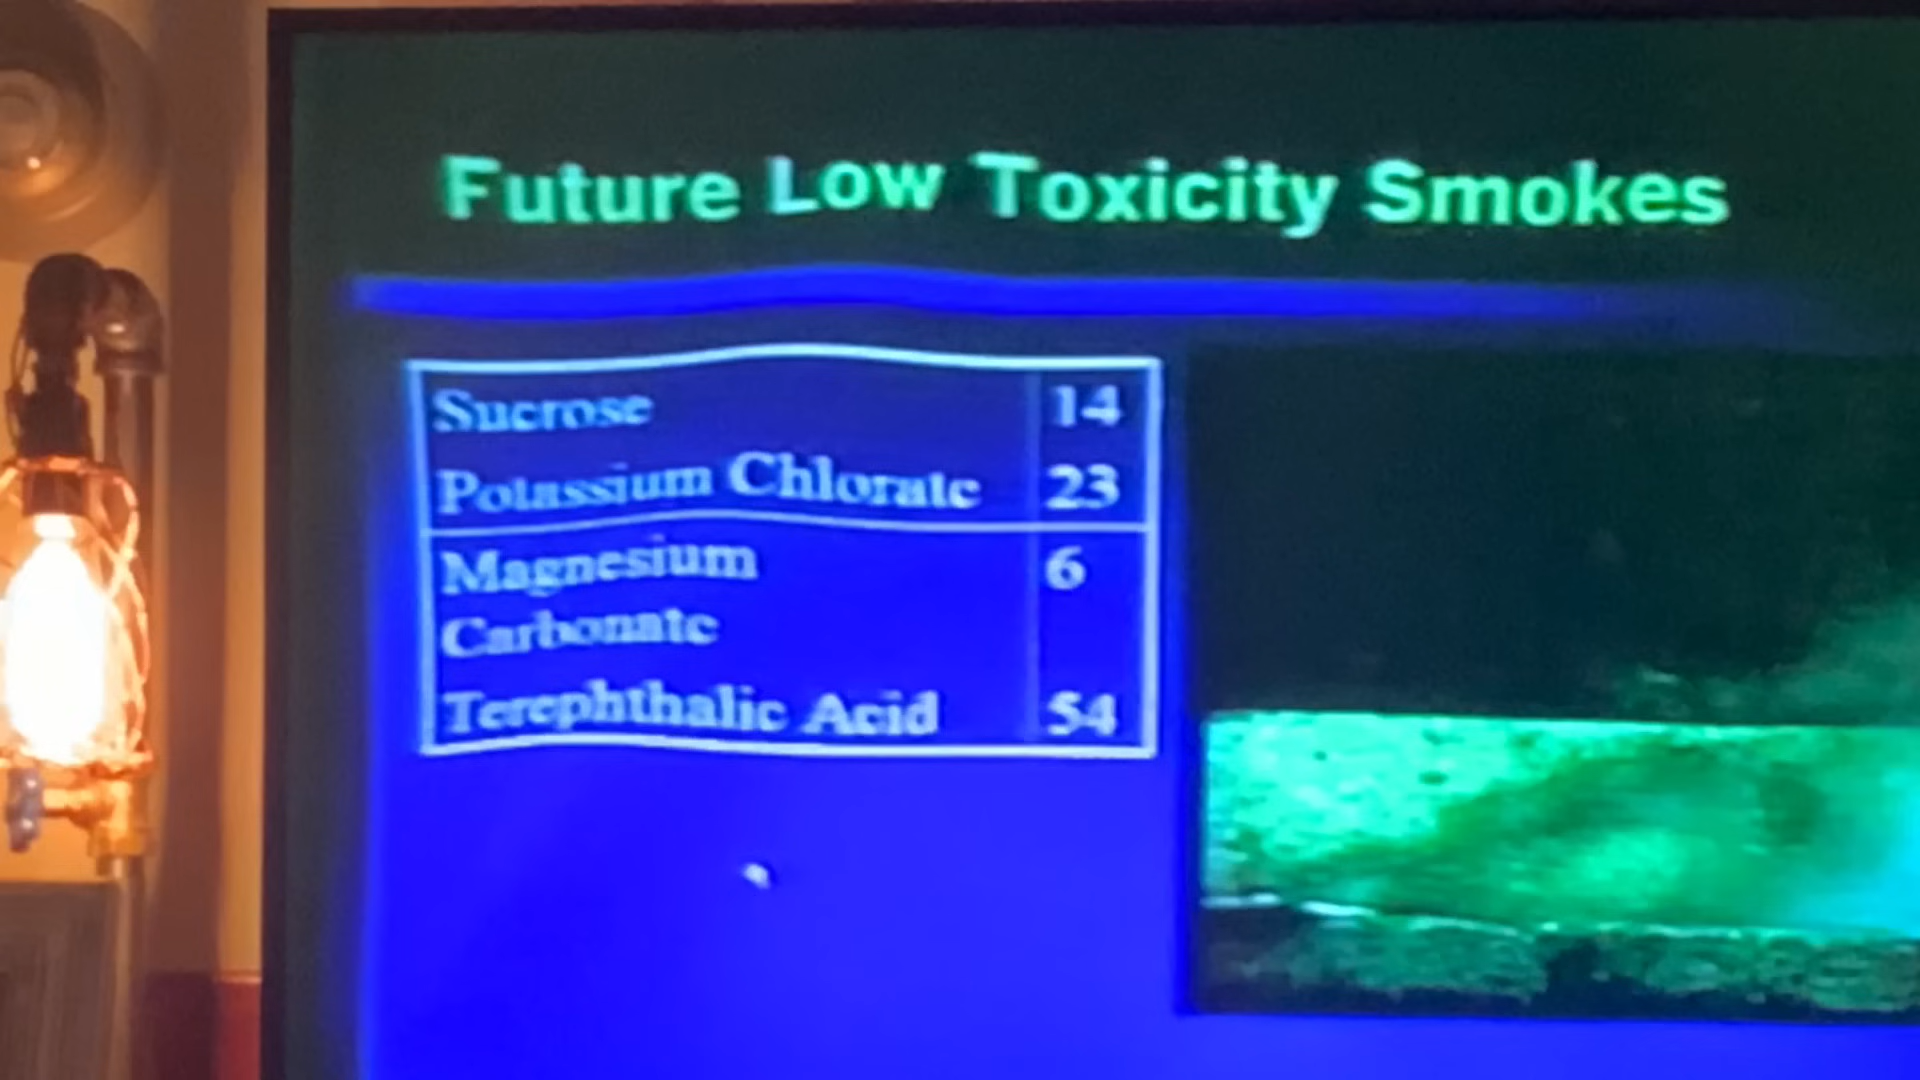 Future Low Toxicity Smokes
Sucrose 14
Potassium Chlorate 23
Magnesium 6
Carbonate
Terephthalic Acid 54